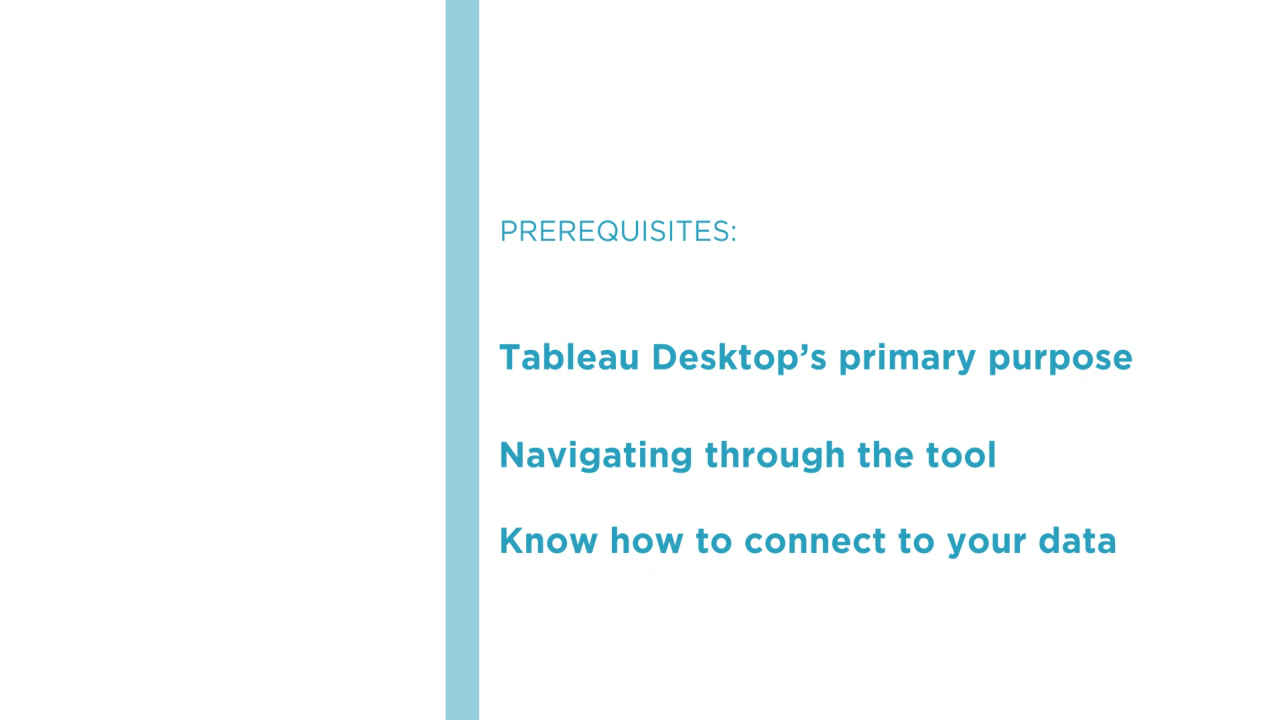 PREREQUISITES:
Tableau Desktop’s primary purpose
Navigating through the tool
Know how to connect to your data